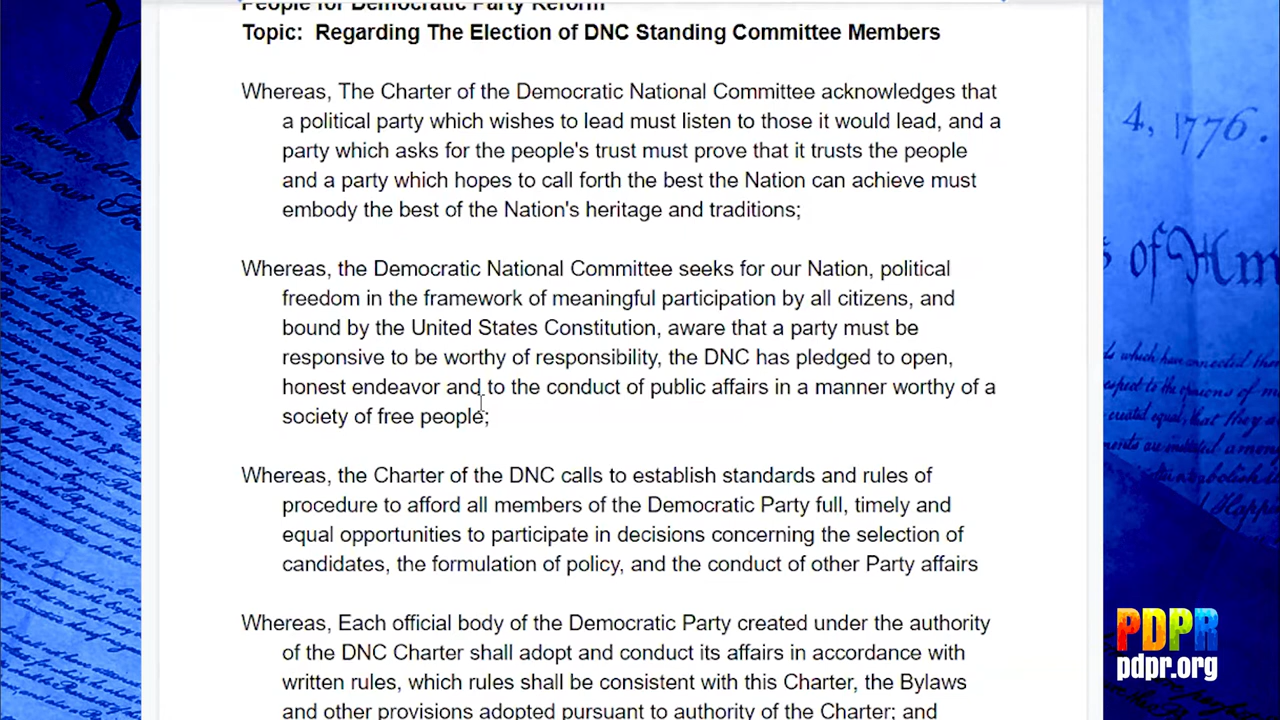 People for Democratic Party Reform
Topic:  Regarding The Election of DNC Standing Committee Members
Whereas, The Charter of the Democratic National Committee acknowledges that
a political party which wishes to lead must listen to those it would lead, and a
party which asks for the people's trust must prove that it trusts the people
and a party which hopes to call forth the best the Nation can achieve must
embody the best of the Nation's heritage and traditions;
Whereas, the Democratic National Committee seeks for our Nation, political
freedom in the framework of meaningful participation by all citizens, and
bound by the United States Constitution, aware that a party must be
responsive to be worthy of responsibility, the DNC has pledged to open,
honest endeavor and to the conduct of public affairs in a manner worthy of a
society of free people;
Whereas, the Charter of the DNC calls to establish standards and rules of
procedure to afford all members of the Democratic Party full, timely and
equal opportunities to participate in decisions concerning the selection of
candidates, the formulation of policy, and the conduct of other Party affairs
Whereas, Each official body of the Democratic Party created under the authority
of the DNC Charter shall adopt and conduct its affairs in accordance with
written rules, which rules shall be consistent with this Charter, the Bylaws
and other provisions adopted pursuant to authority of the Charter; and
4, 1776.
of
PDPR
pdpr.org